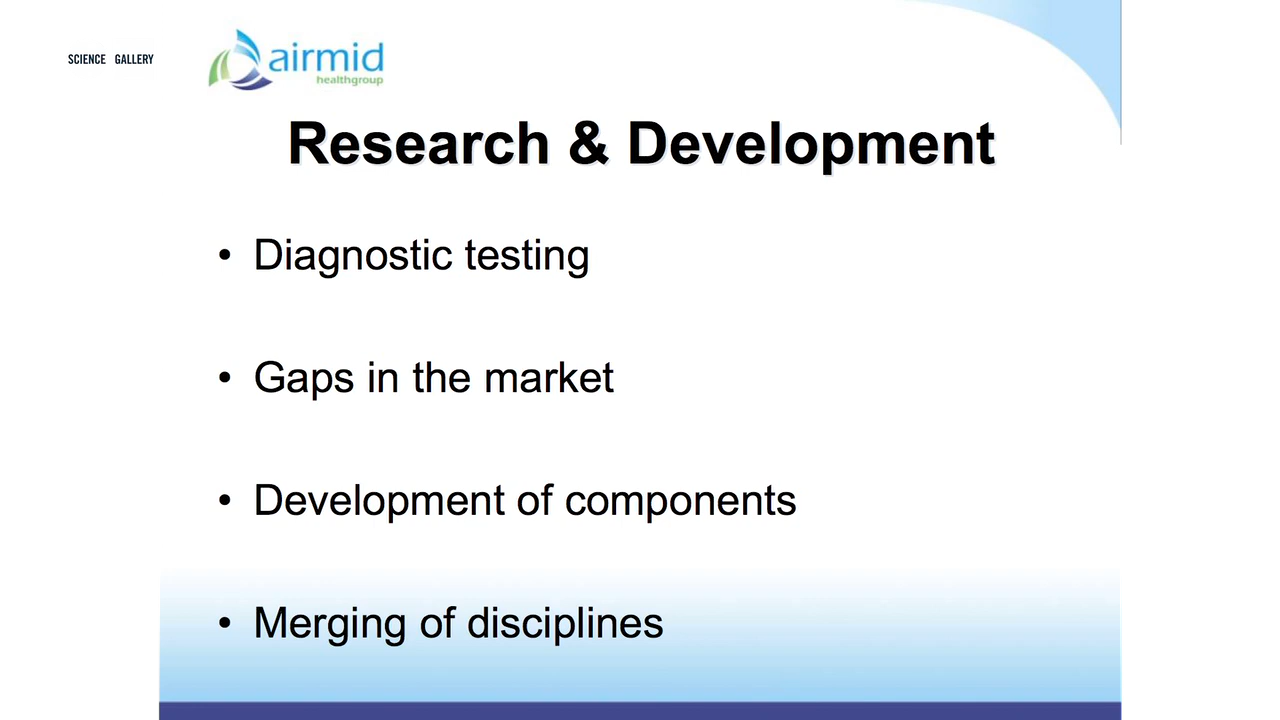 SCIENCE GALLERY
airmid
healthgroup
Research & Development
• Diagnostic testing
• Gaps in the market
• Development of components
• Merging of disciplines